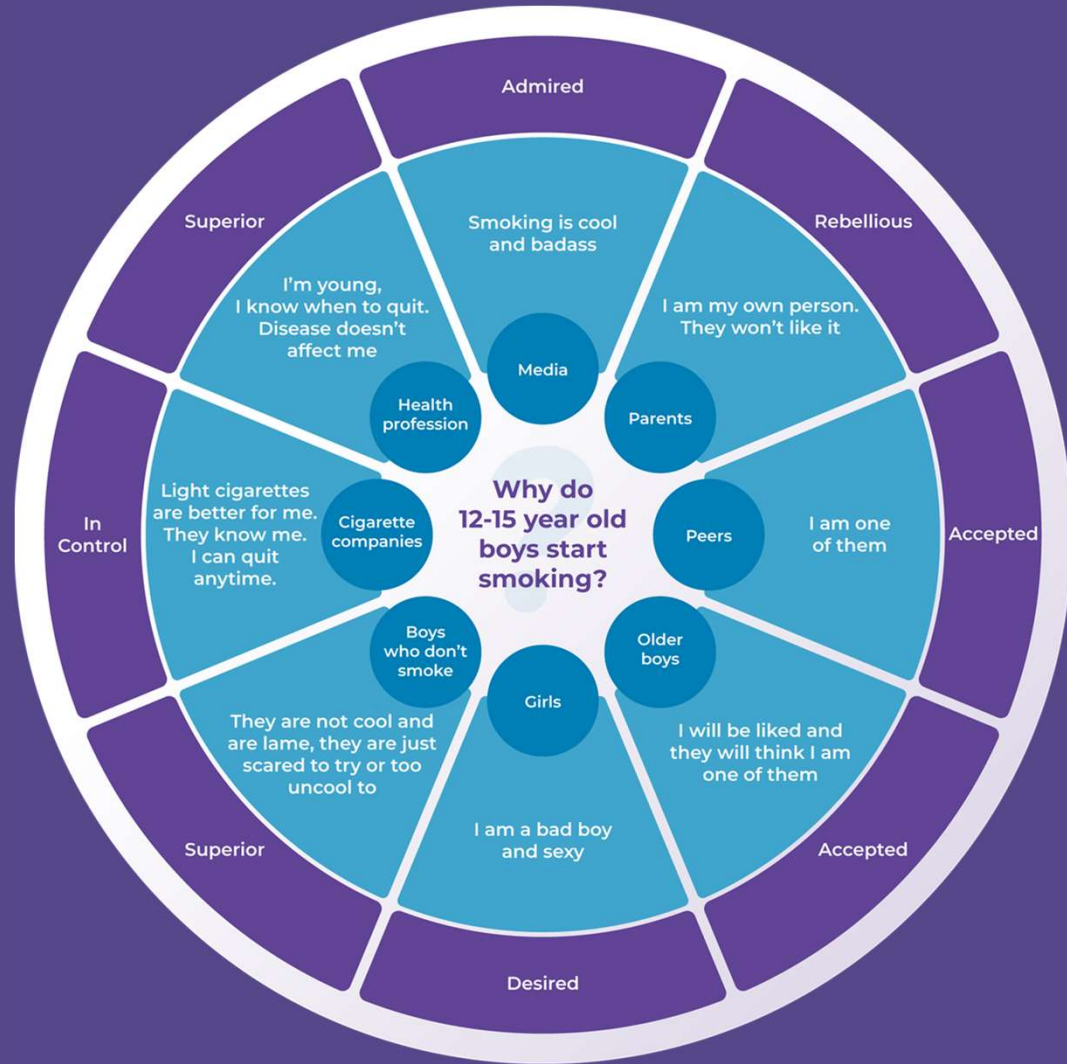 Why do
12-15 year old
boys start
smoking?
Media
Smoking is cool
and badass
Admired
Parents
I am my own person.
They won't like it
Rebellious
Peers
I am one
of them
Accepted
Older
boys
I will be liked and
they will think I am
one of them
Accepted
Girls
I am a bad boy
and sexy
Desired
Boys
who don't
smoke
They are not cool and
are lame, they are just
scared to try or too
uncool to
Superior
Cigarette
companies
Light cigarettes
are better for me.
They know me.
I can quit
anytime.
In
Control
Health
profession
I'm young,
I know when to quit.
Disease doesn't
affect me
Superior